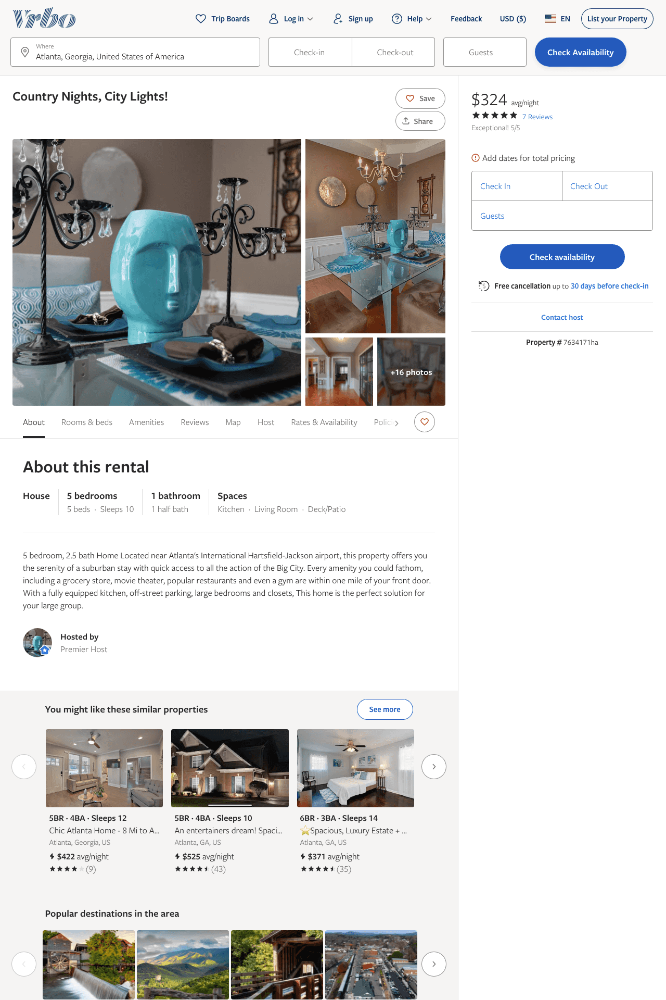 Vrbo
Trip Boards
Log in
Sign up
Help
Feedback
USD ($)
EN
List your Property
Where
Atlanta, Georgia, United States of America
Check-in
Check-out
Guests
Check Availability
Country Nights, City Lights!
Save
Share
+16 photos
$324 avg/night
7 Reviews
Exceptional! 5/5
Add dates for total pricing
Check In
Check Out
Guests
Check availability
Free cancellation up to 30 days before check-in
Contact host
Property # 7634171ha
About
Rooms & beds
Amenities
Reviews
Map
Host
Rates & Availability
Polici
About this rental
House
5 bedrooms
5 beds · Sleeps 10
1 bathroom
1 half bath
Spaces
Kitchen · Living Room · Deck/Patio
5 bedroom, 2.5 bath Home Located near Atlanta's International Hartsfield-Jackson airport, this property offers you
the serenity of a suburban stay with quick access to all the action of the Big City. Every amenity you could fathom,
including a grocery store, movie theater, popular restaurants and even a gym are within one mile of your front door.
With a fully equipped kitchen, off-street parking, large bedrooms and closets, This home is the perfect solution for
your large group.
Hosted by
Premier Host
You might like these similar properties
See more
5BR · 4BA · Sleeps 12
Chic Atlanta Home - 8 Mi to A...
Atlanta, Georgia, US
$422 avg/night
(9)
5BR · 4BA · Sleeps 10
An entertainers dream! Spaci...
Atlanta, GA, US
$525 avg/night
(43)
6BR · 3BA · Sleeps 14
⭐Spacious, Luxury Estate + ...
Atlanta, GA, US
$371 avg/night
(35)
Popular destinations in the area